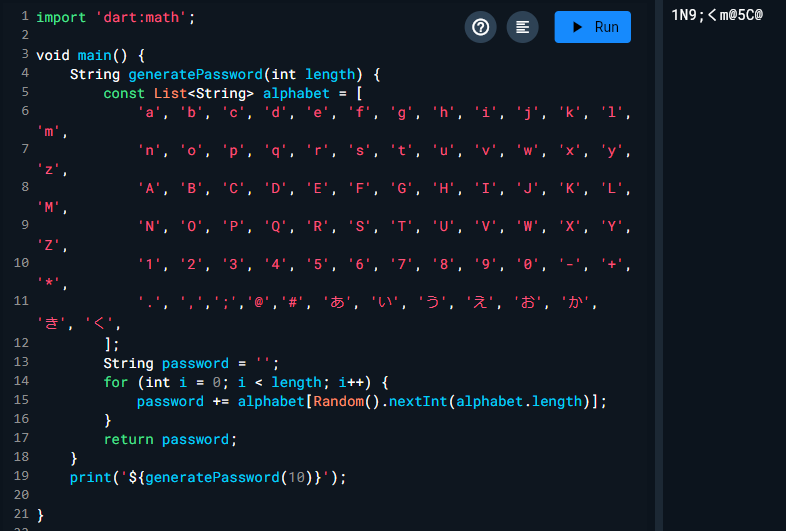 1 import 'dart:math';
2
3 void main() {
4 String generatePassword(int length) {
5 const List<String> alphabet = [
6 'a', 'b', 'c', 'd', 'e', 'f', 'g', 'h', 'i', 'j', 'k', 'l',
'm',
7 'n', 'o', 'p', 'q', 'r', 's', 't', 'u', 'v', 'w', 'x', 'y',
'z',
8 'A', 'B', 'C', 'D', 'E', 'F', 'G', 'H', 'I', 'J', 'K', 'L',
'M',
9 'N', 'O', 'P', 'Q', 'R', 'S', 'T', 'U', 'V', 'W', 'X', 'Y',
'Z',
10 '1', '2', '3', '4', '5', '6', '7', '8', '9', '0', '-', '+',
'*',
11 '.', ',',';','@','#', 'あ', 'い', 'う', 'え', 'お', 'か',
'き', 'く',
12 ];
13 String password = '';
14 for (int i = 0; i < length; i++) {
15 password += alphabet[Random().nextInt(alphabet.length)];
16 }
17 return password;
18 }
19 print('${generatePassword(10)}');
20
21 }
Run
1N9;くm@5C@